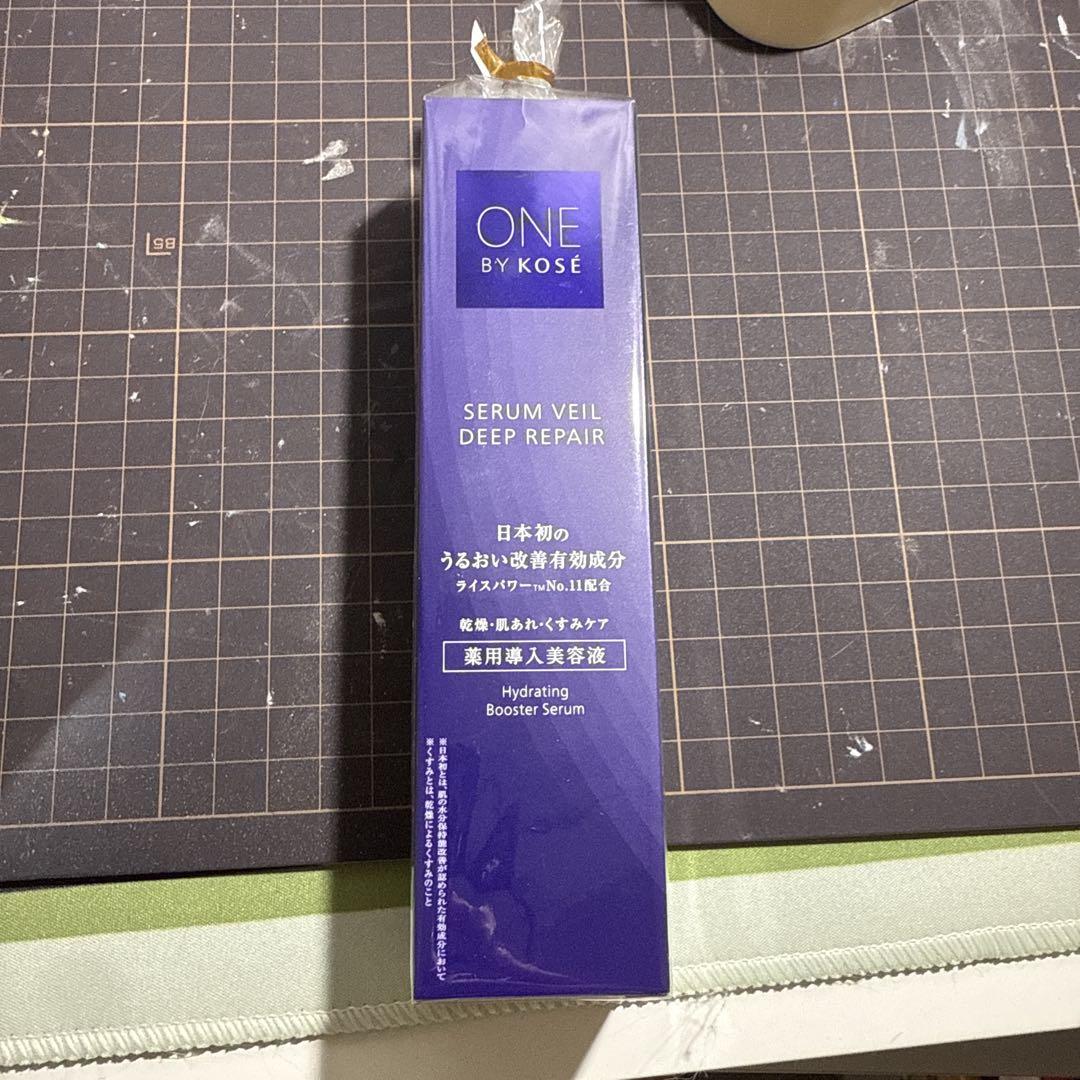 ONE
BY KOSÉ
SERUM VEIL
DEEP REPAIR
日本初の
うるおい改善有効成分
ライスパワー™No.11配合
乾燥・肌あれ・くすみケア
薬用導入美容液
Hydrating
Booster Serum
※日本初とは、肌の水分保持能改善が認められた有効成分において
※くすみとは、乾燥によるくすみのこと
B5